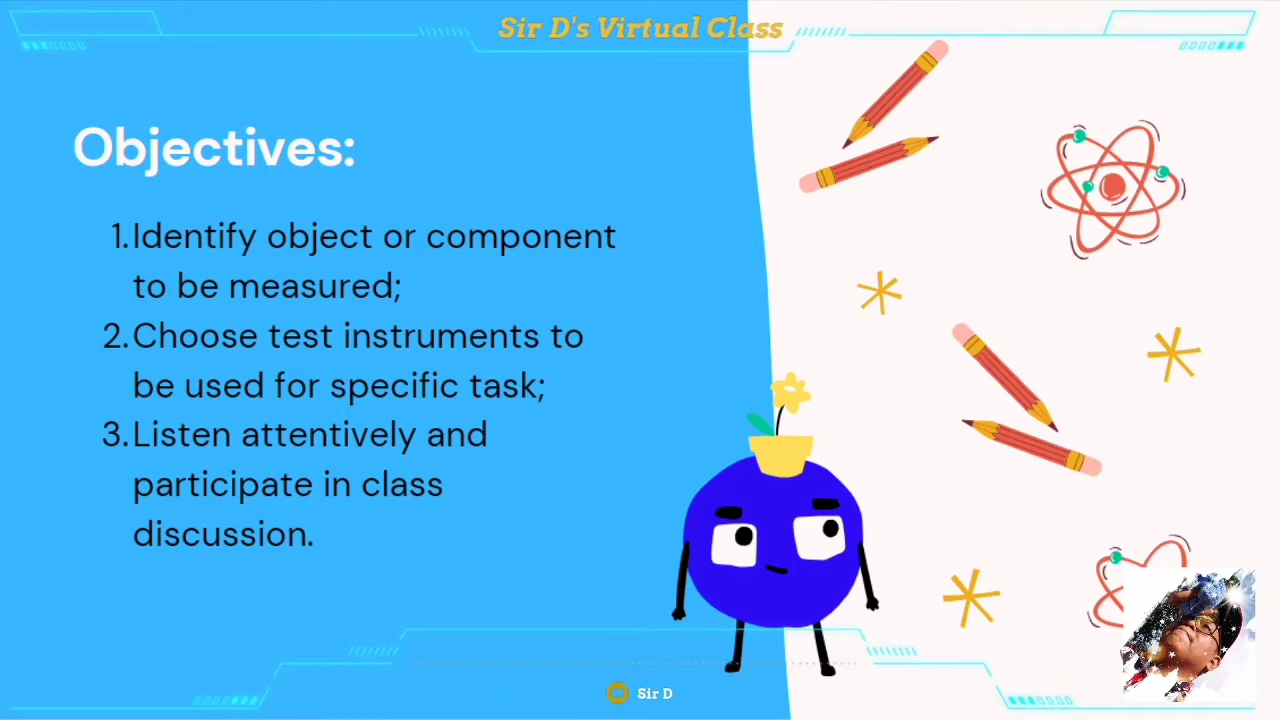 Sir D's Virtual Class
Objectives:
1. Identify object or component
to be measured;
2. Choose test instruments to
be used for specific task;
3. Listen attentively and
participate in class
discussion.
Sir D